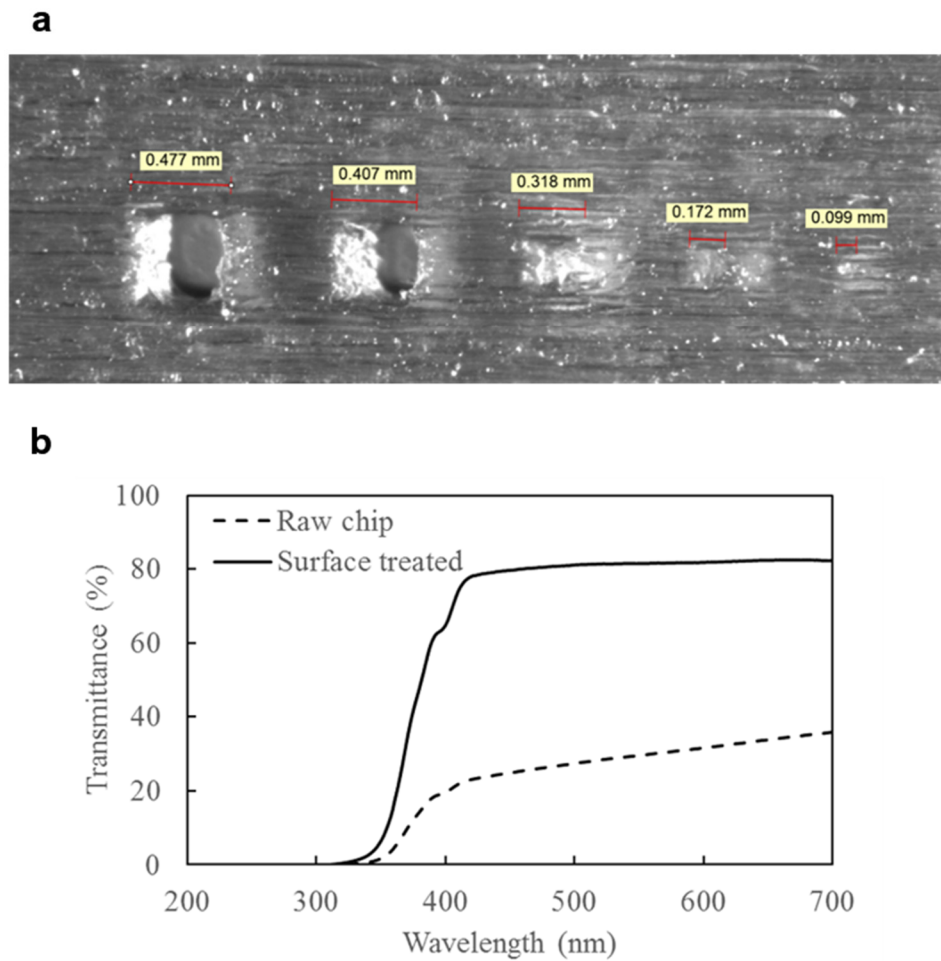 a
0.477 mm
0.407 mm
0.318 mm
0.172 mm
0.099 mm
b
100
80
60
40
20
0
Transmittance (%)
Raw chip
Surface treated
200 300 400 500 600 700
Wavelength (nm)